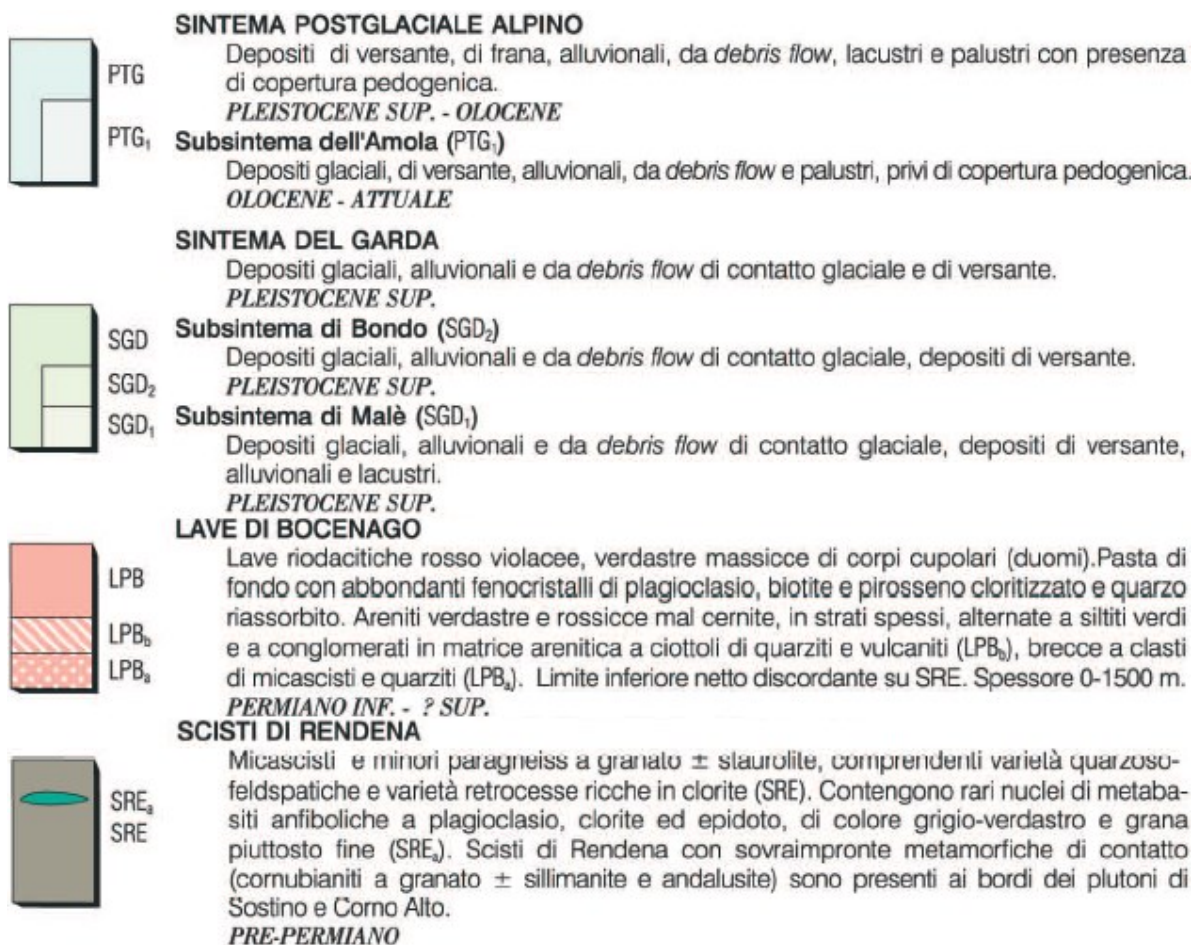 SINTEMA POSTGLACIALE ALPINO
Depositi di versante, di frana, alluvionali, da debris flow, lacustri e palustri con presenza
di copertura pedogenica.
PLEISTOCENE SUP. - OLOCENE
PTG
PTG₁
Subsintema dell'Amola (PTG₁)
Depositi glaciali, di versante, alluvionali, da debris flow e palustri, privi di copertura pedogenica.
OLOCENE - ATTUALE
SINTEMA DEL GARDA
Depositi glaciali, alluvionali e da debris flow di contatto glaciale e di versante.
PLEISTOCENE SUP.
SGD
SGD₂
SGD₁
Subsintema di Bondo (SGD₂)
Depositi glaciali, alluvionali e da debris flow di contatto glaciale, depositi di versante.
PLEISTOCENE SUP.
Subsintema di Malè (SGD₁)
Depositi glaciali, alluvionali e da debris flow di contatto glaciale, depositi di versante,
alluvionali e lacustri.
PLEISTOCENE SUP.
LAVE DI BOCENAGO
LPB
LPB_b
LPBₐ
Lave riodacitiche rosso violacee, verdastre massicce di corpi cupolari (duomi).Pasta di
fondo con abbondanti fenocristalli di plagioclasio, biotite e pirosseno cloritizzato e quarzo
riassorbito. Areniti verdastre e rossicce mal cernite, in strati spessi, alternate a siltiti verdi
e a conglomerati in matrice arenitica a ciottoli di quarziti e vulcaniti (LPB_b), brecce a clasti
di micascisti e quarziti (LPBₐ). Limite inferiore netto discordante su SRE. Spessore 0-1500 m.
PERMIANO INF. - ? SUP.
SCISTI DI RENDENA
SREₐ
SRE
Micascisti e minori paragneiss a granato ± staurolite, comprendenti varietà quarzoso-
feldspatiche e varietà retrocesse ricche in clorite (SRE). Contengono rari nuclei di metaba-
siti anfiboliche a plagioclasio, clorite ed epidoto, di colore grigio-verdastro e grana
piuttosto fine (SREₐ). Scisti di Rendena con sovraimpronte metamorfiche di contatto
(cornubianiti a granato ± sillimanite e andalusite) sono presenti ai bordi dei plutoni di
Sostino e Corno Alto.
PRE-PERMIANO